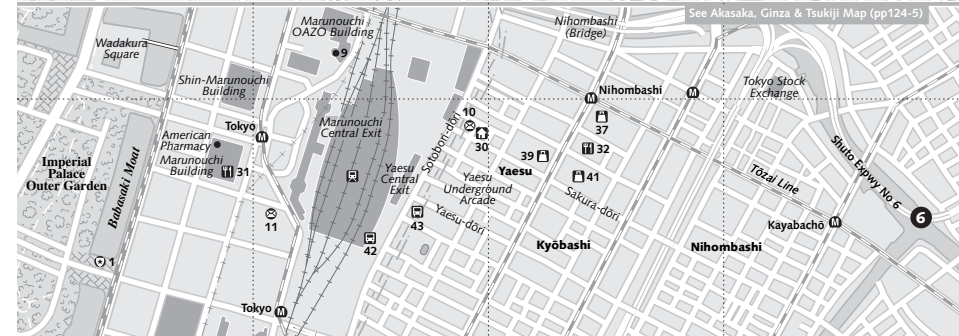 See Akasaka, Ginza & Tsukiji Map (pp124-5)
Marunouchi
OAZO Building
9
Nihombashi
(Bridge)
Wadakura
Square
Shin-Marunouchi
Building
Tokyo Stock
Exchange
M
Nihombashi
M
10
37
Tokyo
M
Marunouchi
Central Exit
American
Pharmacy
Marunouchi
Building
31
30
Sotobori-dōri
39
32
Imperial
Palace
Outer Garden
Babasaki Moat
Yaesu
Central
Exit
Yaesu
Underground
Arcade
Yaesu
41
Sakura-dōri
Tōzai Line
Shuto Expwy No 6
6
11
43
Yaesu-dōri
Kayabachō
M
42
Kyōbashi
Nihombashi
1
Tokyo
M